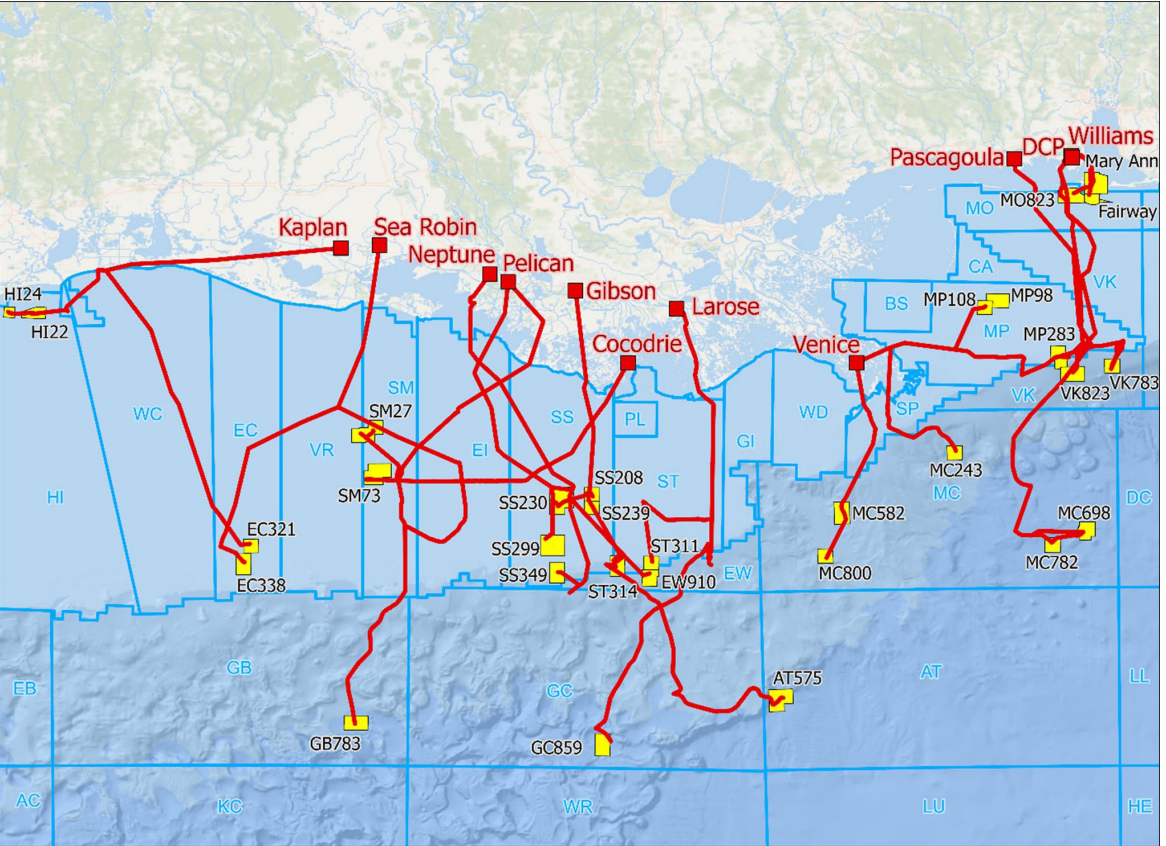 Williams
DCP
Pascagoula
Mary Ann
MO823
Fairway
MO
Kaplan
Sea Robin
Neptune
Pelican
CA
VK
HI24
HI22
Gibson
Larose
BS
MP108
MP98
MP
Cocodrie
Venice
MP283
VK783
VK823
VK
SM
WC
EC
VR
SM27
EI
SS
PL
GI
WD
SP
HI
SM73
SS208
SS230
SS239
ST
MC243
MC
DC
MC582
MC698
EC321
EC338
SS299
SS349
ST311
EW910
EW
ST314
MC800
MC782
GB
EB
GC
AT575
AT
LL
GB783
GC859
AC
KC
WR
LU
HE